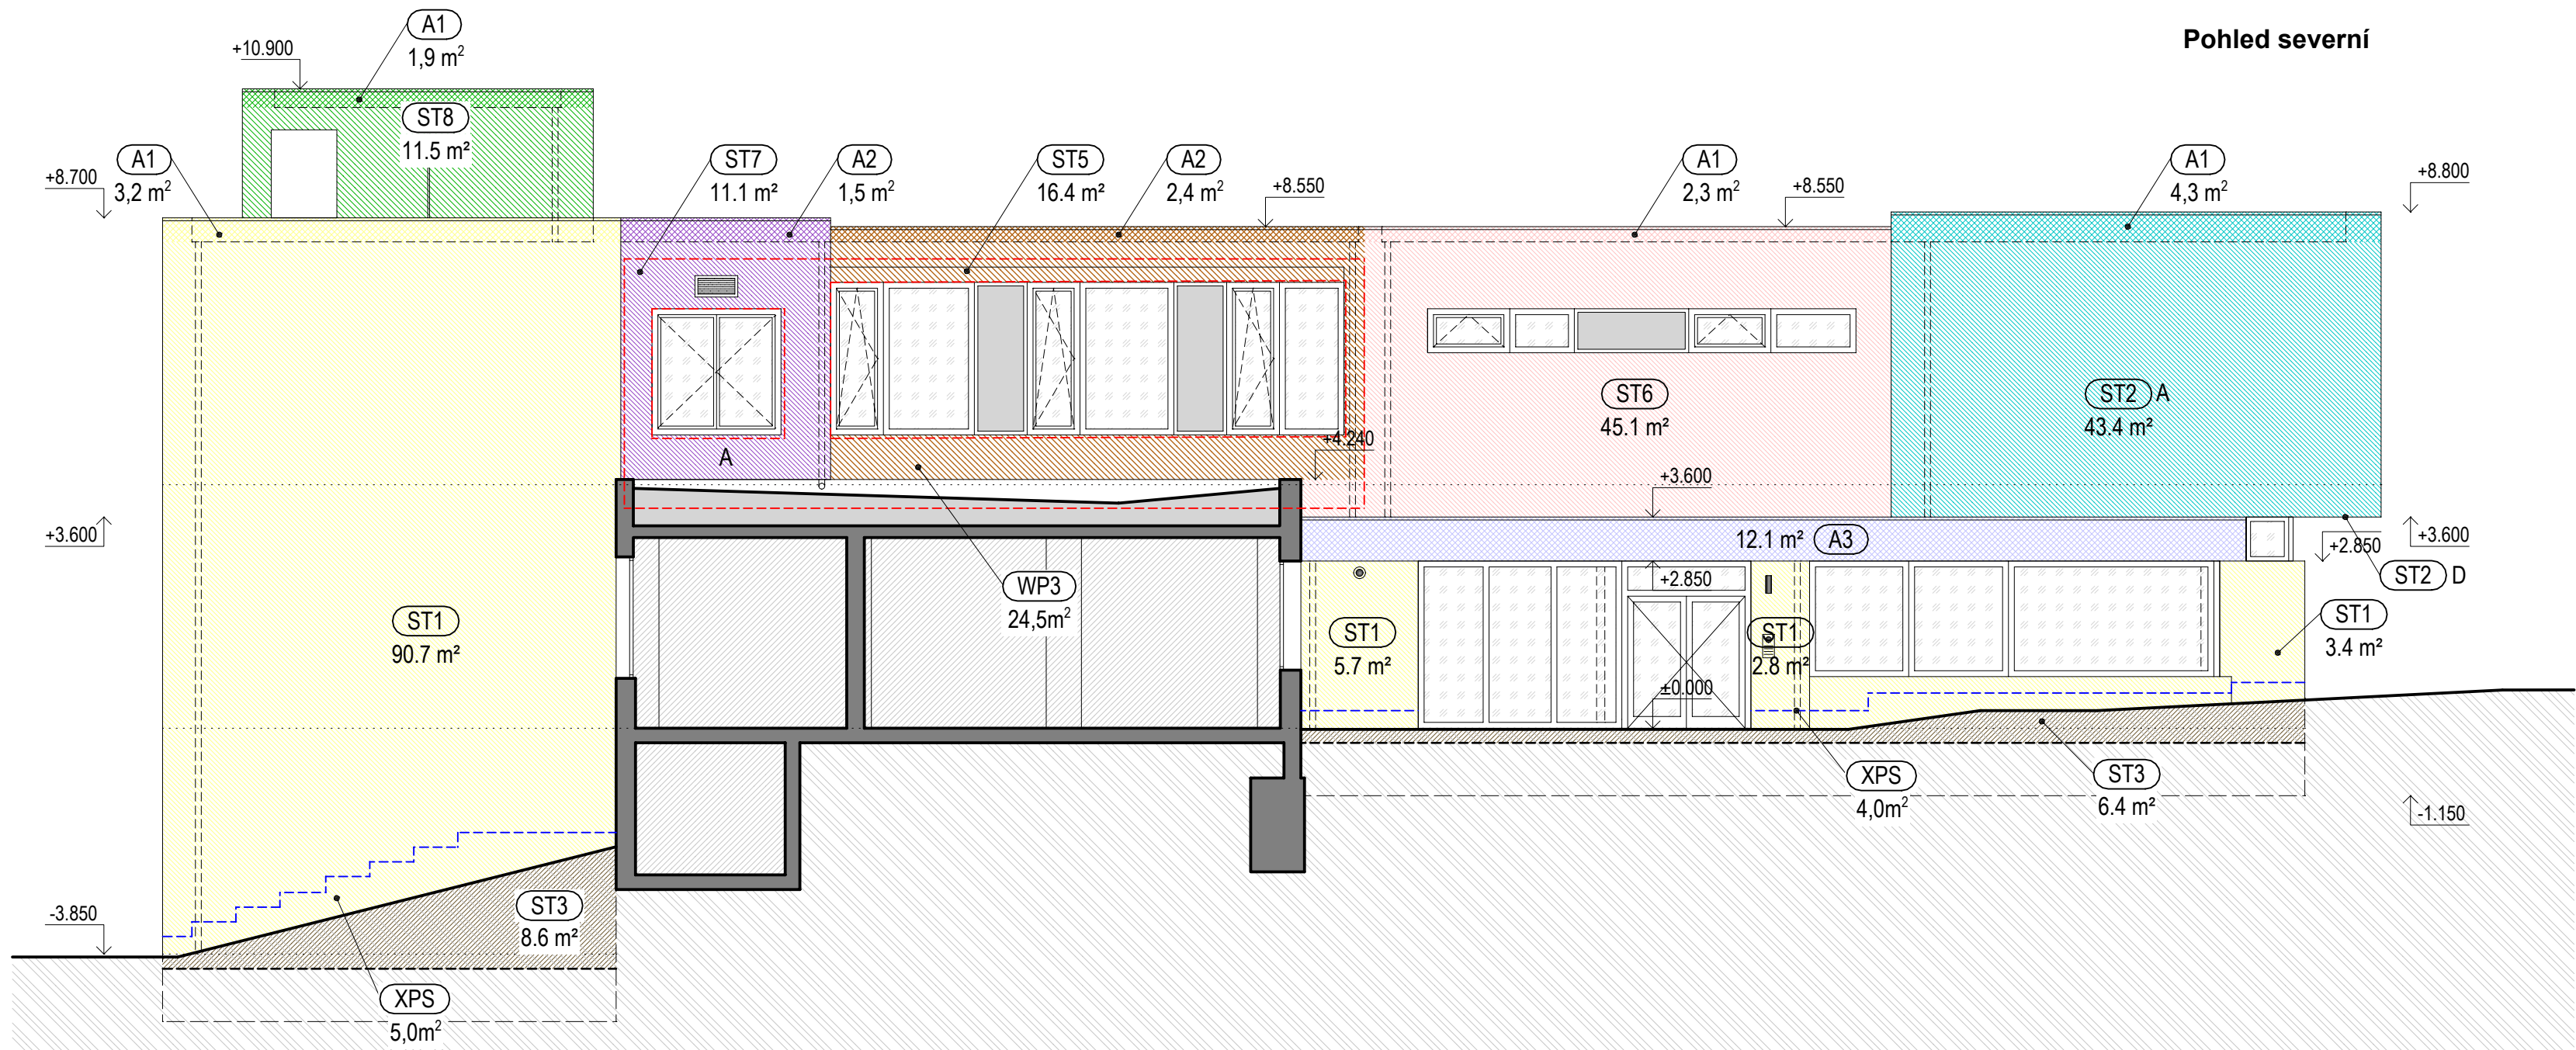 Pohled severní
A1
1,9 m²
+10.900
ST8
11.5 m²
A1
3,2 m²
+8.700
ST7
11.1 m²
A2
1,5 m²
ST5
16.4 m²
A2
2,4 m²
+8.550
A1
2,3 m²
+8.550
A1
4,3 m²
+8.800
ST6
45.1 m²
ST2 A
43.4 m²
A
+4.240
+3.600
+3.600
12.1 m² A3
+2.850
+3.600
+2.850
ST2 D
WP3
24,5m²
ST1
90.7 m²
ST1
5.7 m²
ST1
2.8 m²
ST1
3.4 m²
±0.000
XPS
4,0m²
ST3
6.4 m²
-1.150
-3.850
ST3
8.6 m²
XPS
5,0m²